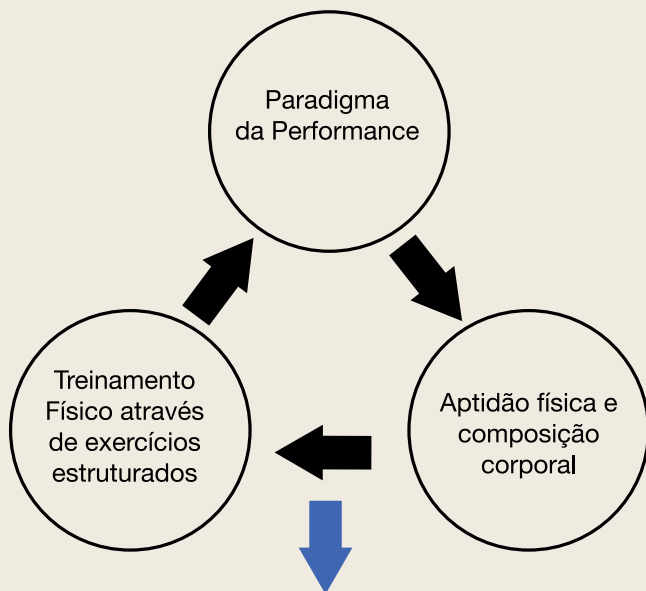 Paradigma
da Performance
Treinamento
Físico através
de exercícios
estruturados
Aptidão física e
composição
corporal